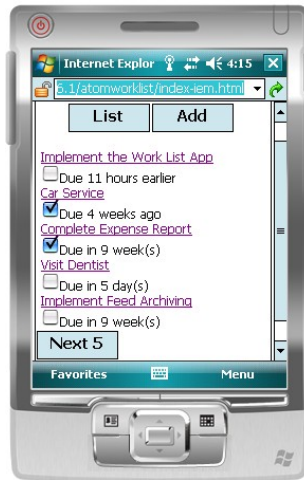 Internet Explor 4:15
6.1/atomworklist/index-iem.html
List Add
Implement the Work List App
Due 11 hours earlier
Car Service
Due 4 weeks ago
Complete Expense Report
Due in 9 week(s)
Visit Dentist
Due in 5 day(s)
Implement Feed Archiving
Due in 9 week(s)
Next 5
Favorites Menu